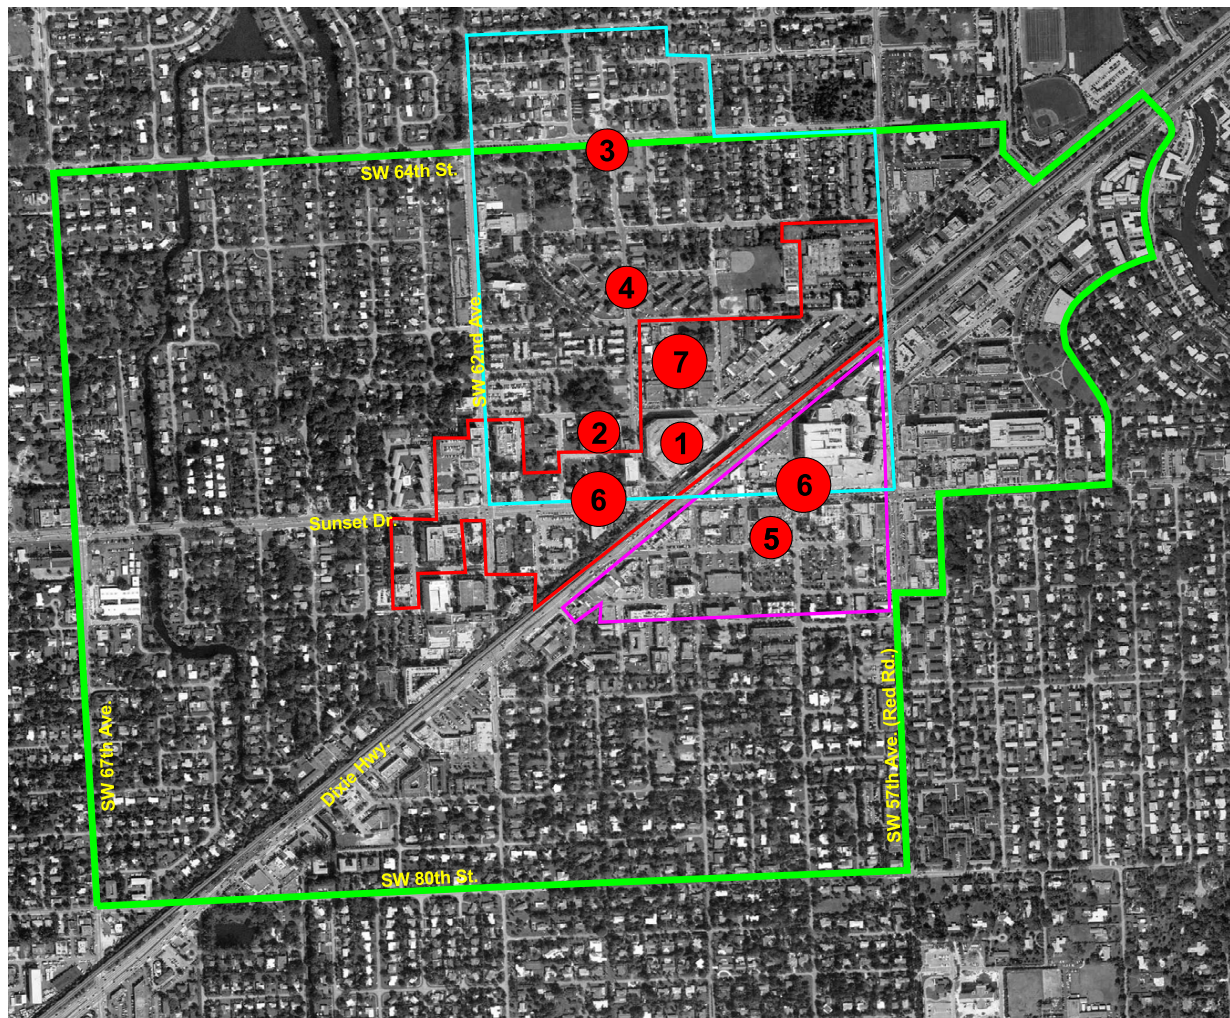 3
SW 64th St.
4
SW 62nd Ave.
7
2
1
6
6
Sunset Dr.
5
SW 57th Ave. (Red Rd.)
SW 67th Ave.
Dixie Hwy.
SW 80th St.